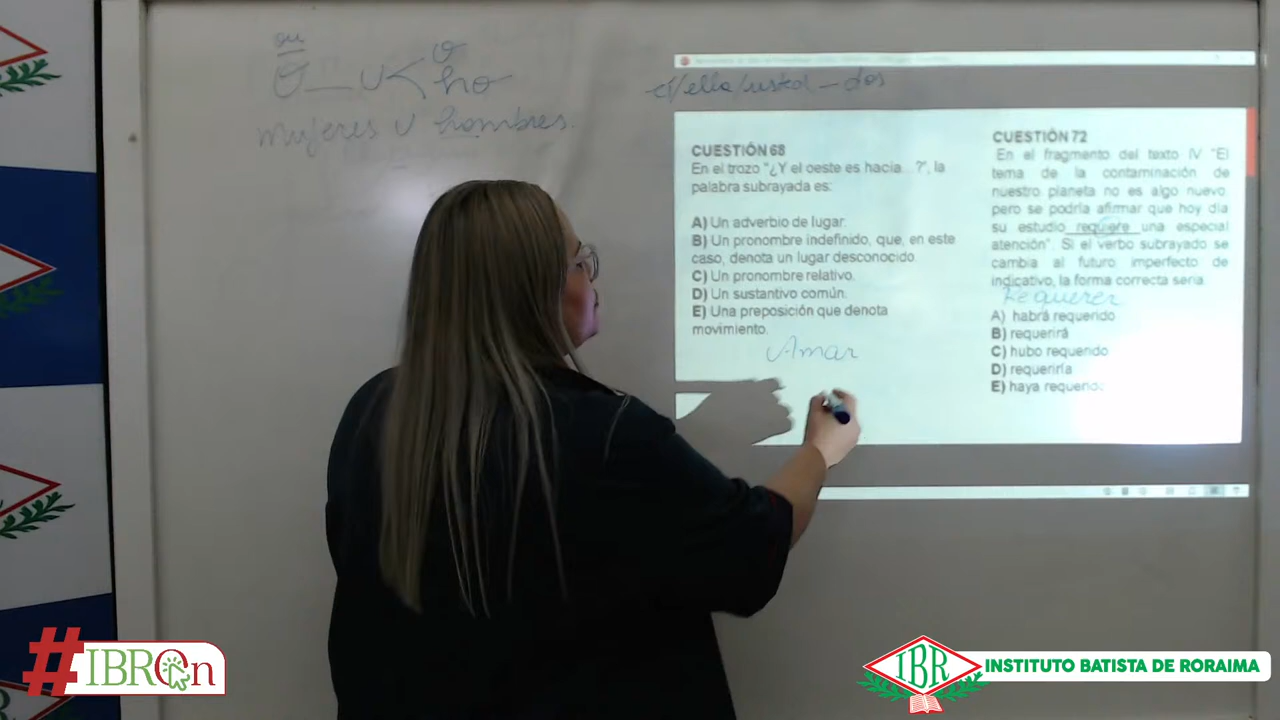 ou
O — U < o
ho
mujeres U hombres.
él/ella/usted - dos
CUESTIÓN 68
En el trozo "¿Y el oeste es hacia...?", la
palabra subrayada es:
A) Un adverbio de lugar.
B) Un pronombre indefinido, que, en este
caso, denota un lugar desconocido.
C) Un pronombre relativo.
D) Un sustantivo común.
E) Una preposición que denota
movimiento.
Amar
CUESTIÓN 72
En el fragmento del texto IV "El
tema de la contaminación de
nuestro planeta no es algo nuevo,
pero se podría afirmar que hoy día
su estudio requiere una especial
atención". Si el verbo subrayado se
cambia al futuro imperfecto de
indicativo, la forma correcta sería:
Requerer
A) habrá requerido
B) requerirá
C) hubo requerido
D) requeriría
E) haya requerido
#IBROn
IBR INSTITUTO BATISTA DE RORAIMA